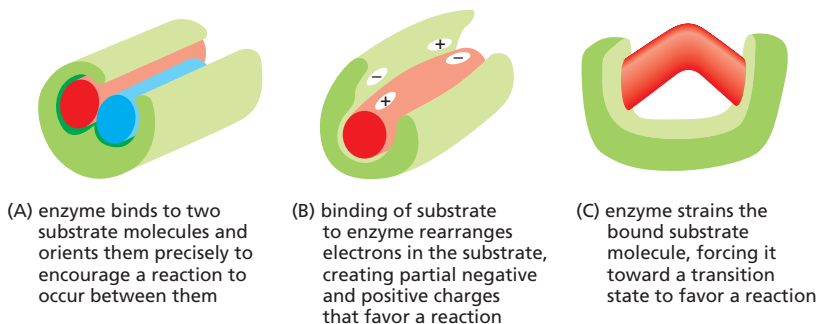 +
−
−
+
(A) enzyme binds to two
substrate molecules and
orients them precisely to
encourage a reaction to
occur between them
(B) binding of substrate
to enzyme rearranges
electrons in the substrate,
creating partial negative
and positive charges
that favor a reaction
(C) enzyme strains the
bound substrate
molecule, forcing it
toward a transition
state to favor a reaction